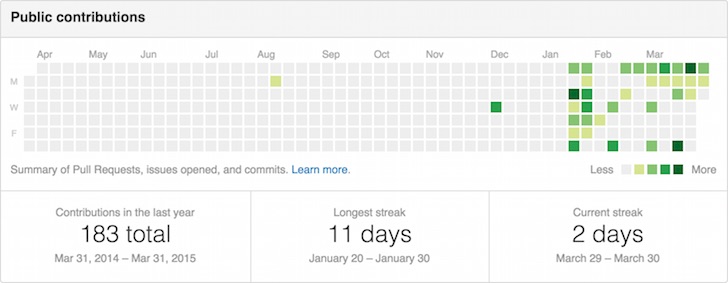 Public contributions
Apr May Jun Jul Aug Sep Oct Nov Dec Jan Feb Mar
M
W
F
Summary of Pull Requests, issues opened, and commits. Learn more.
Less More
Contributions in the last year
183 total
Mar 31, 2014 – Mar 31, 2015
Longest streak
11 days
January 20 – January 30
Current streak
2 days
March 29 – March 30